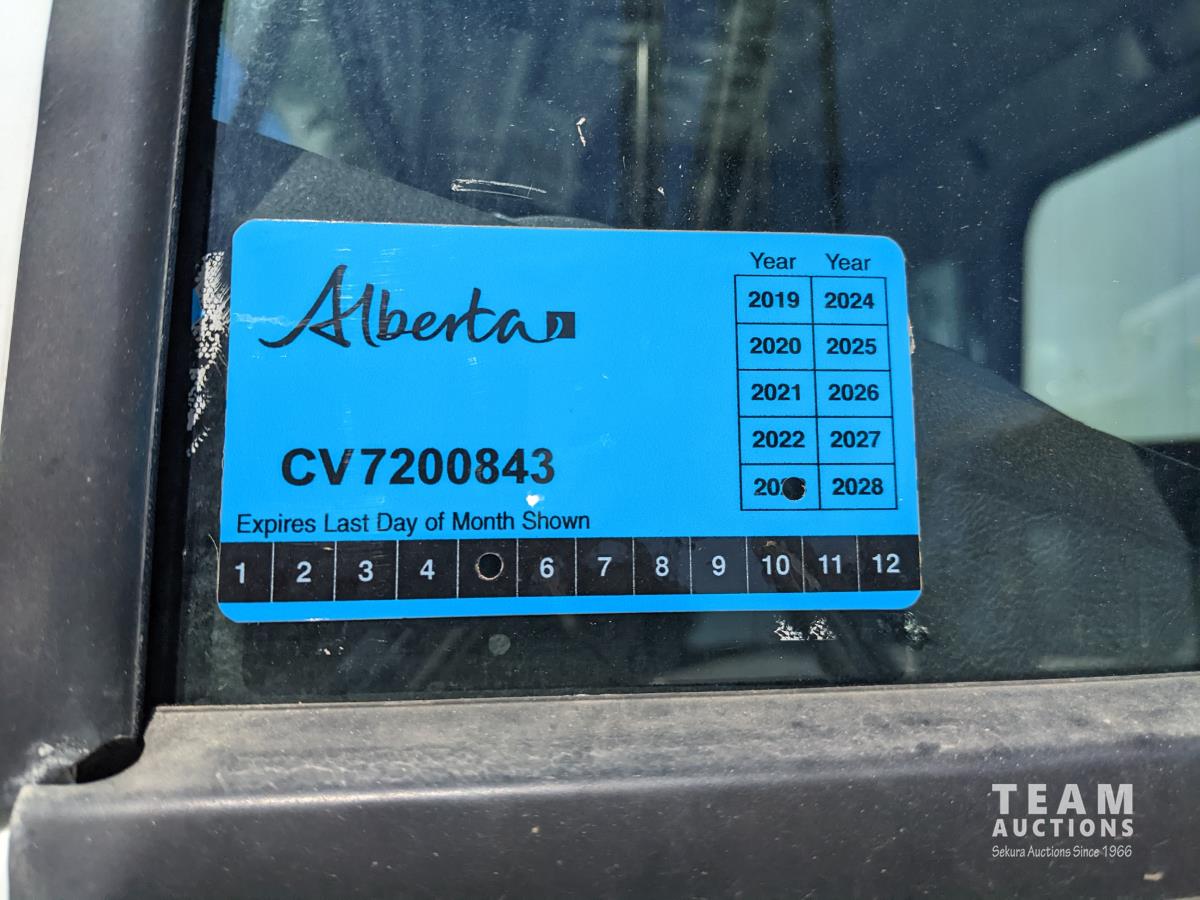 Alberta
Year Year
2019 2024
2020 2025
2021 2026
2022 2027
2028
CV7200843
Expires Last Day of Month Shown
1 2 3 4 6 7 8 9 10 11 12
TEAM
AUCTIONS
Sekura Auctions Since 1966